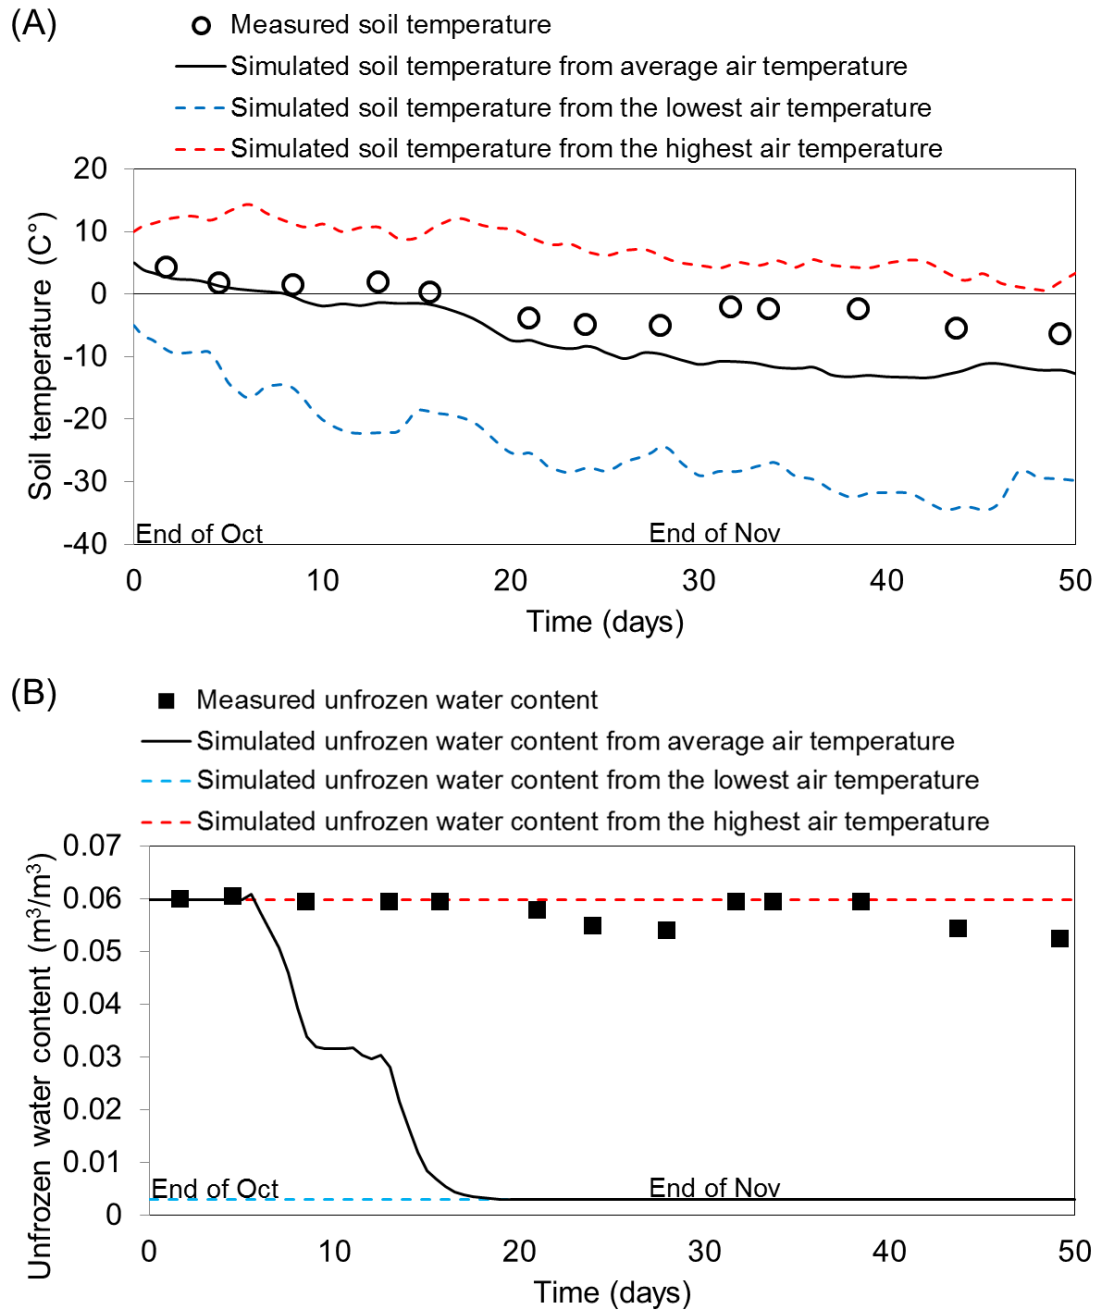 (A)
Measured soil temperature
Simulated soil temperature from average air temperature
Simulated soil temperature from the lowest air temperature
Simulated soil temperature from the highest air temperature
20
10
0
-10
-20
-30
-40
Soil temperature (C°)
End of Oct
End of Nov
0 10 20 30 40 50
Time (days)
(B)
Measured unfrozen water content
Simulated unfrozen water content from average air temperature
Simulated unfrozen water content from the lowest air temperature
Simulated unfrozen water content from the highest air temperature
0.07
0.06
0.05
0.04
0.03
0.02
0.01
0
Unfrozen water content (m³/m³)
End of Oct
End of Nov
0 10 20 30 40 50
Time (days)